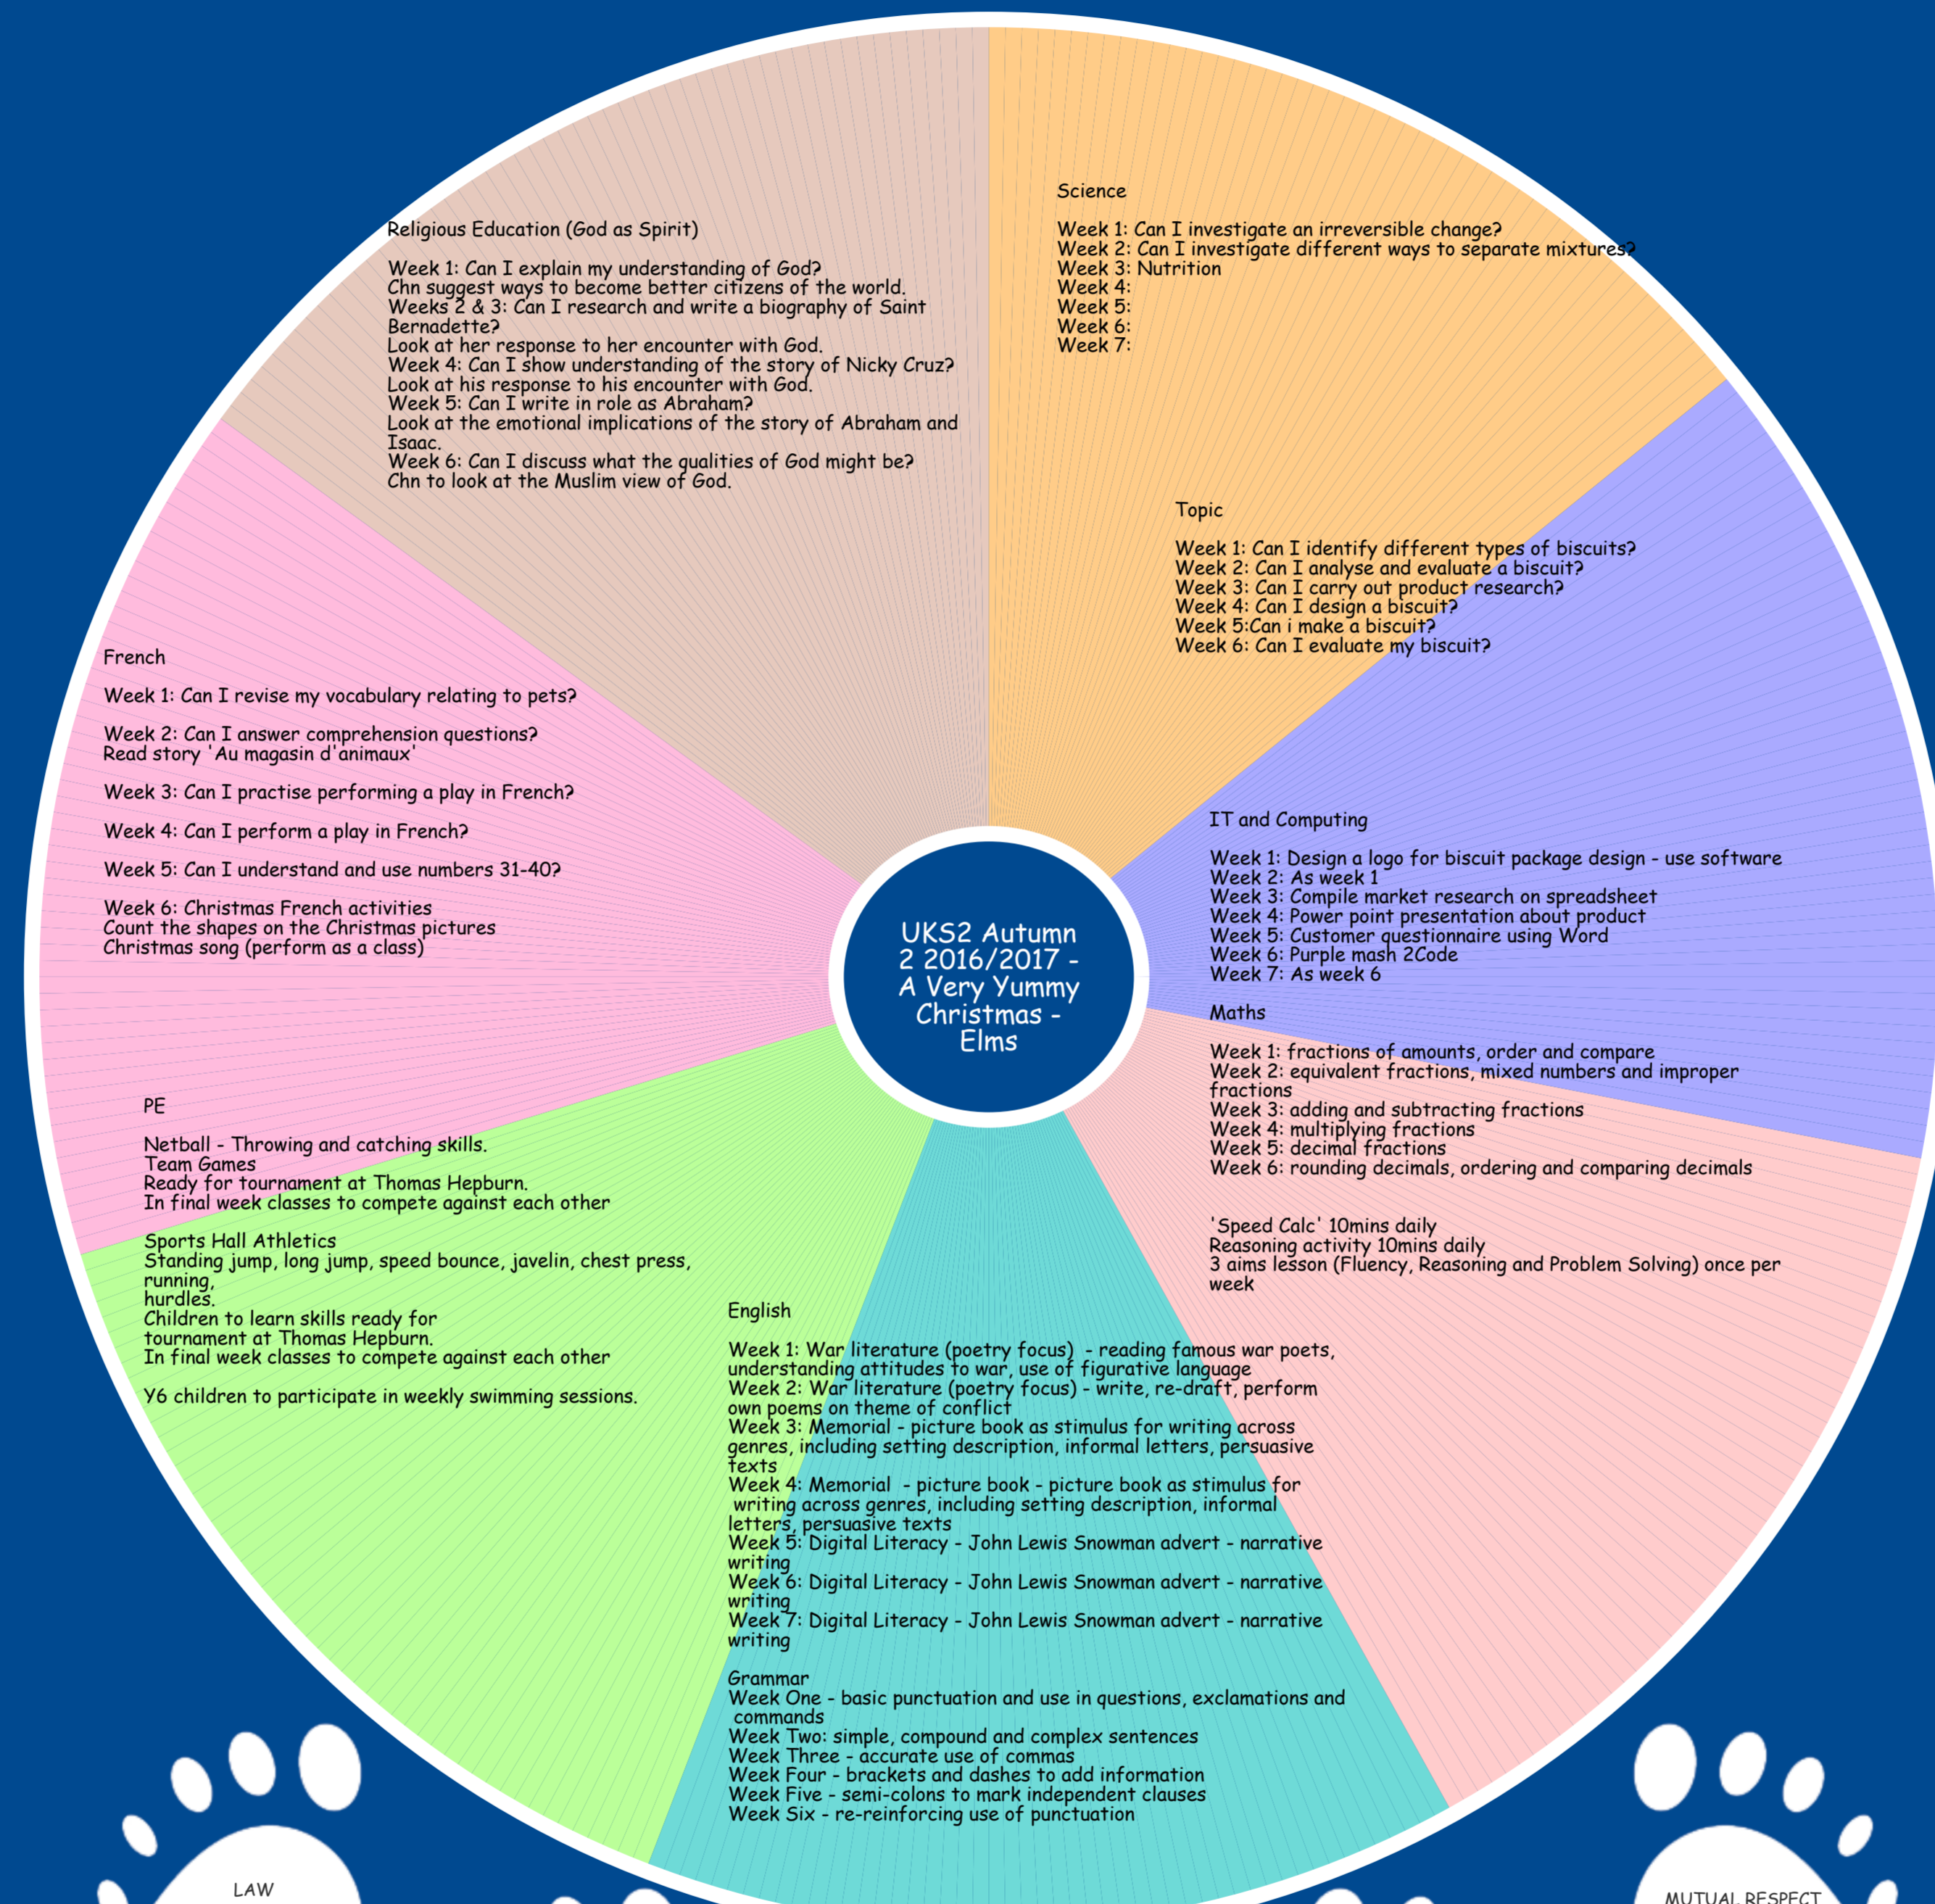 Science
Week 1: Can I investigate an irreversible change?
Week 2: Can I investigate different ways to separate mixtures?
Week 3: Nutrition
Week 4:
Week 5:
Week 6:
Week 7:
Religious Education (God as Spirit)
Week 1: Can I explain my understanding of God?
Chn suggest ways to become better citizens of the world.
Weeks 2 & 3: Can I research and write a biography of Saint
Bernadette?
Look at her response to her encounter with God.
Week 4: Can I show understanding of the story of Nicky Cruz?
Look at his response to his encounter with God.
Week 5: Can I write in role as Abraham?
Look at the emotional implications of the story of Abraham and
Isaac.
Week 6: Can I discuss what the qualities of God might be?
Chn to look at the Muslim view of God.
Topic
Week 1: Can I identify different types of biscuits?
Week 2: Can I analyse and evaluate a biscuit?
Week 3: Can I carry out product research?
Week 4: Can I design a biscuit?
Week 5:Can i make a biscuit?
Week 6: Can I evaluate my biscuit?
French
Week 1: Can I revise my vocabulary relating to pets?
Week 2: Can I answer comprehension questions?
Read story 'Au magasin d'animaux'
Week 3: Can I practise performing a play in French?
Week 4: Can I perform a play in French?
Week 5: Can I understand and use numbers 31-40?
Week 6: Christmas French activities
Count the shapes on the Christmas pictures
Christmas song (perform as a class)
IT and Computing
Week 1: Design a logo for biscuit package design - use software
Week 2: As week 1
Week 3: Compile market research on spreadsheet
Week 4: Power point presentation about product
Week 5: Customer questionnaire using Word
Week 6: Purple mash 2Code
Week 7: As week 6
UKS2 Autumn
2 2016/2017 -
A Very Yummy
Christmas -
Elms
Maths
Week 1: fractions of amounts, order and compare
Week 2: equivalent fractions, mixed numbers and improper
fractions
Week 3: adding and subtracting fractions
Week 4: multiplying fractions
Week 5: decimal fractions
Week 6: rounding decimals, ordering and comparing decimals
'Speed Calc' 10mins daily
Reasoning activity 10mins daily
3 aims lesson (Fluency, Reasoning and Problem Solving) once per
week
PE
Netball - Throwing and catching skills.
Team Games
Ready for tournament at Thomas Hepburn.
In final week classes to compete against each other
Sports Hall Athletics
Standing jump, long jump, speed bounce, javelin, chest press,
running,
hurdles.
Children to learn skills ready for
tournament at Thomas Hepburn.
In final week classes to compete against each other
Y6 children to participate in weekly swimming sessions.
English
Week 1: War literature (poetry focus)  - reading famous war poets,
understanding attitudes to war, use of figurative language
Week 2: War literature (poetry focus) - write, re-draft, perform
own poems on theme of conflict
Week 3: Memorial - picture book as stimulus for writing across
genres, including setting description, informal letters, persuasive
texts
Week 4: Memorial  - picture book - picture book as stimulus for
writing across genres, including setting description, informal
letters, persuasive texts
Week 5: Digital Literacy - John Lewis Snowman advert - narrative
writing
Week 6: Digital Literacy - John Lewis Snowman advert - narrative
writing
Week 7: Digital Literacy - John Lewis Snowman advert - narrative
writing
Grammar
Week One - basic punctuation and use in questions, exclamations and
commands
Week Two: simple, compound and complex sentences
Week Three - accurate use of commas
Week Four - brackets and dashes to add information
Week Five - semi-colons to mark independent clauses
Week Six - re-reinforcing use of punctuation
LAW
MUTUAL RESPECT